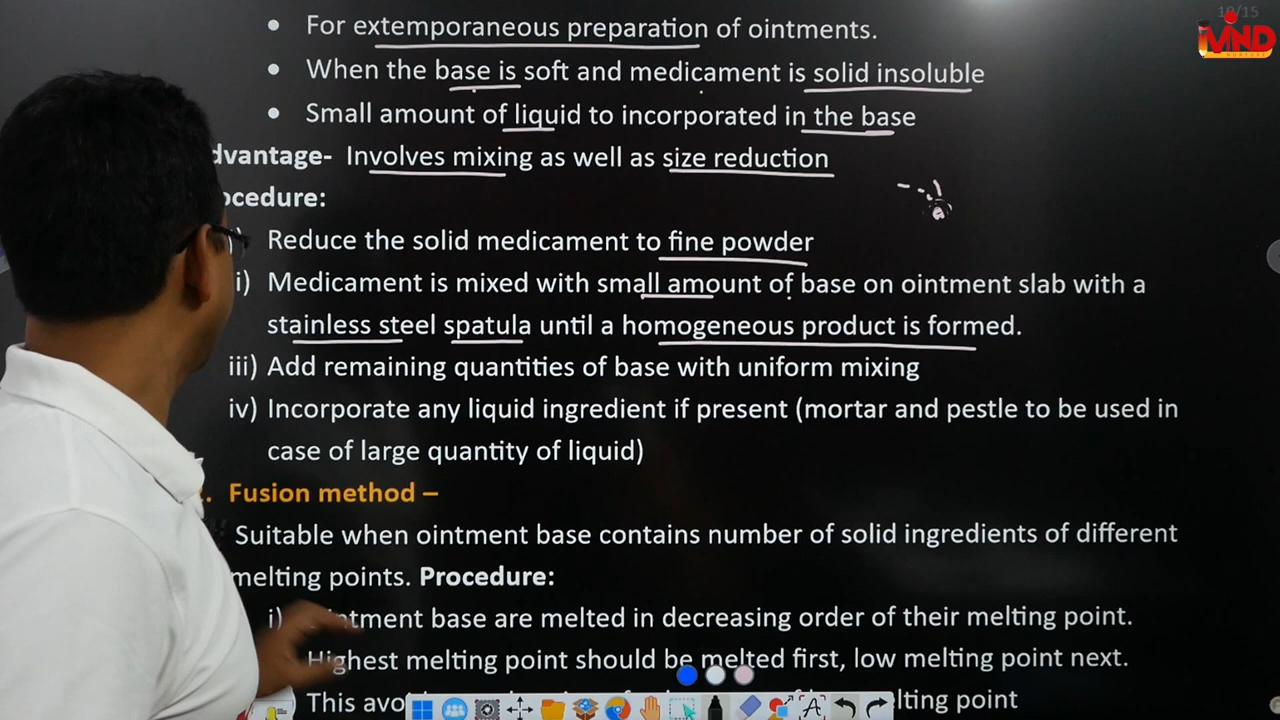 10/15
iVIND
• For extemporaneous preparation of ointments.
• When the base is soft and medicament is solid insoluble
• Small amount of liquid to incorporated in the base
dvantage- Involves mixing as well as size reduction
ocedure:
) Reduce the solid medicament to fine powder
i) Medicament is mixed with small amount of base on ointment slab with a
stainless steel spatula until a homogeneous product is formed.
iii) Add remaining quantities of base with uniform mixing
iv) Incorporate any liquid ingredient if present (mortar and pestle to be used in
case of large quantity of liquid)
. Fusion method –
Suitable when ointment base contains number of solid ingredients of different
melting points. Procedure:
i) ntment base are melted in decreasing order of their melting point.
Highest melting point should be melted first, low melting point next.
This avo lting point